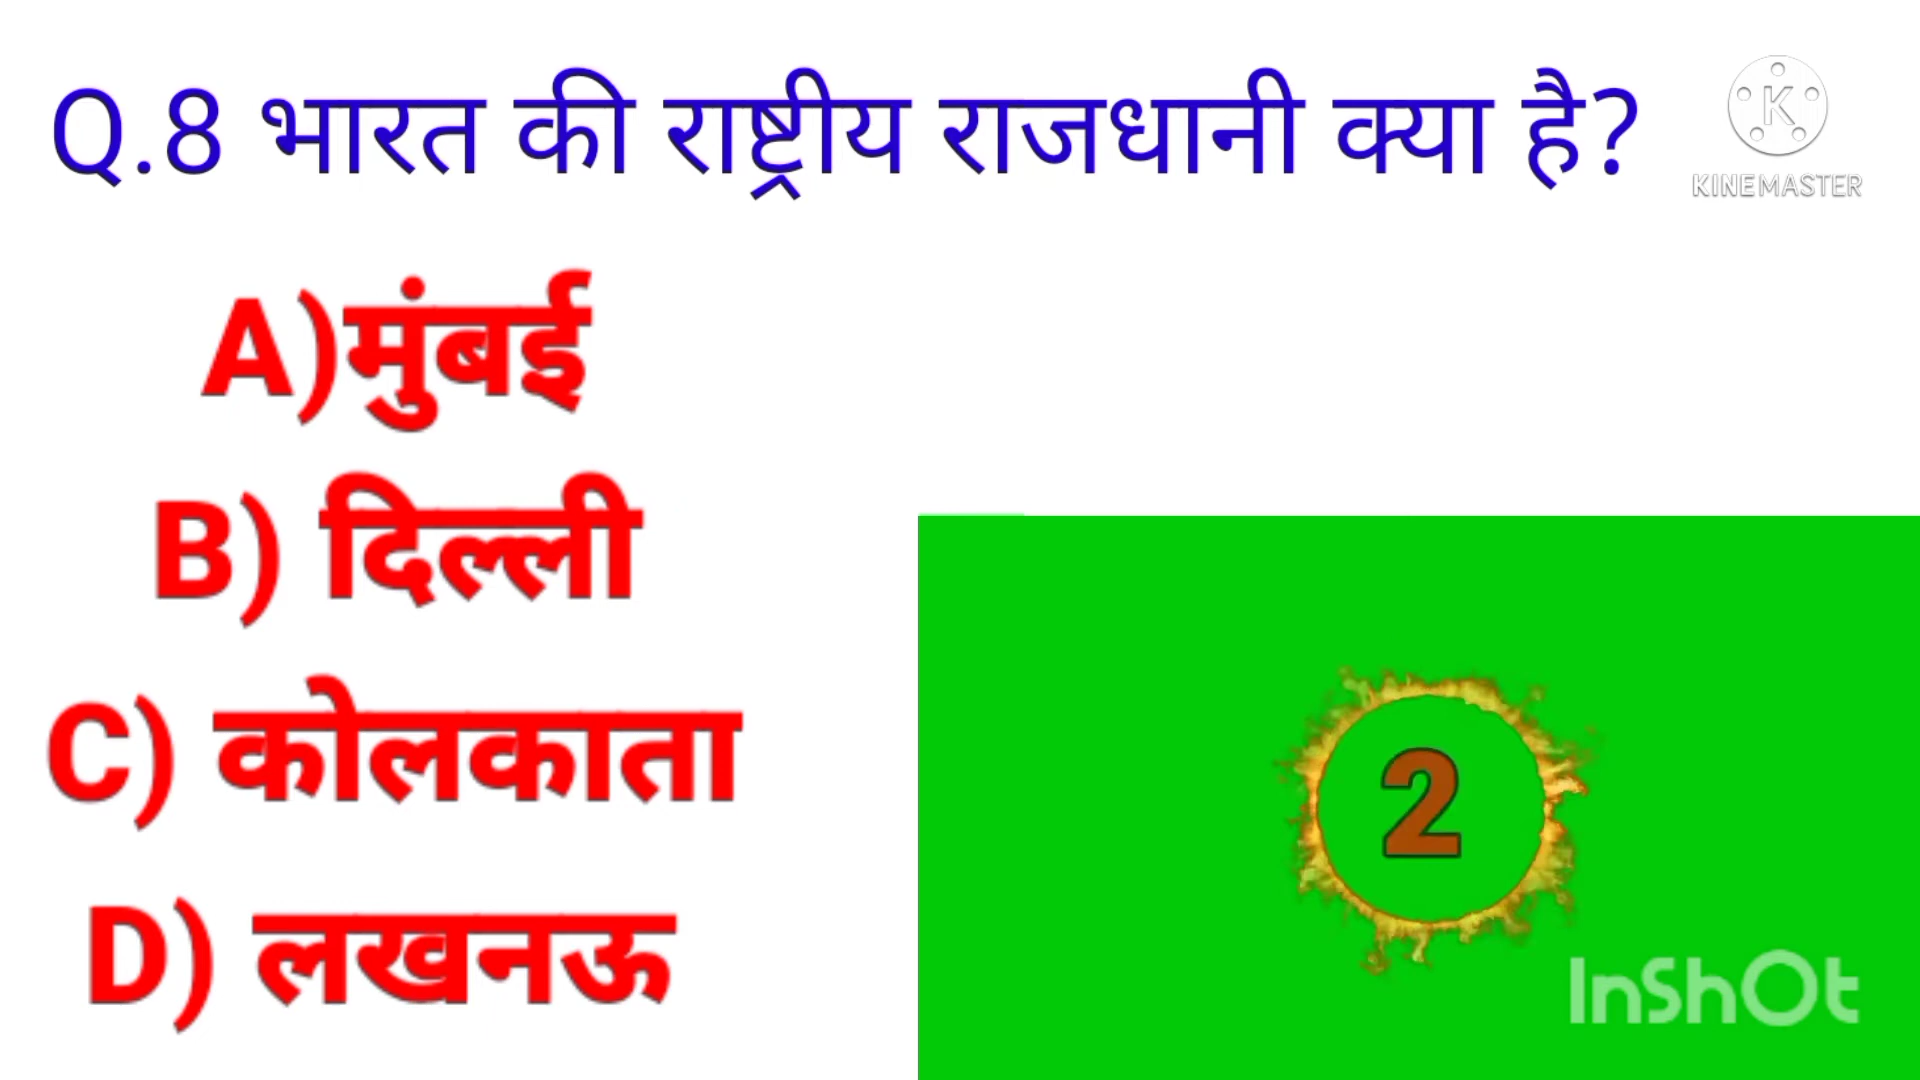 Q.8 भारत की राष्ट्रीय राजधानी क्या है?
KINEMASTER
A)मुंबई
B) दिल्ली
C) कोलकाता
D) लखनऊ
2
InShOt